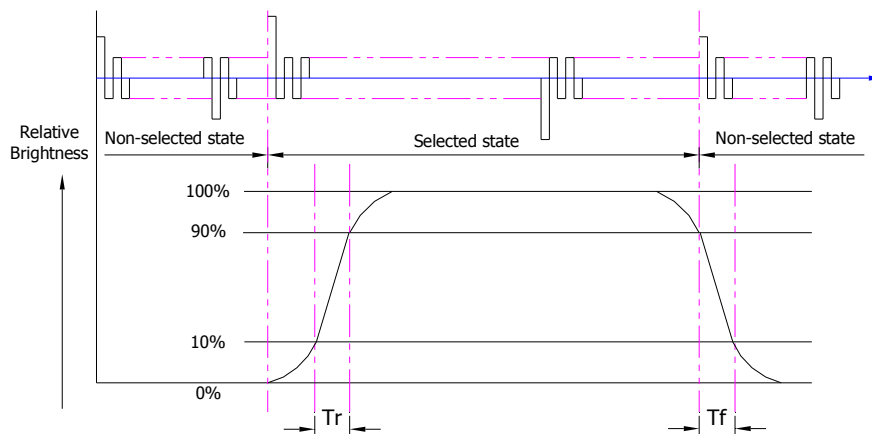 Relative
Brightness
Non-selected state
Selected state
Non-selected state
100%
90%
10%
0%
Tr
Tf